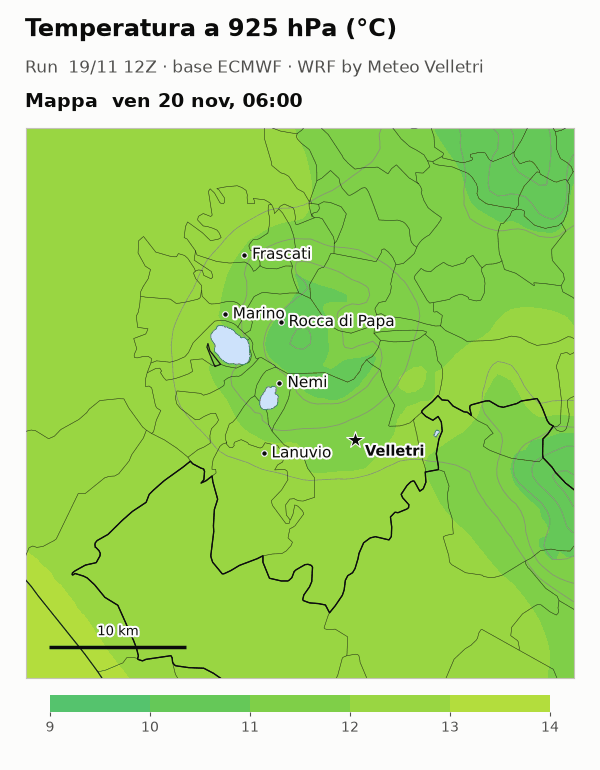 Temperatura a 925 hPa (°C)
Run  19/11 12Z · base ECMWF · WRF by Meteo Velletri
Mappa  ven 20 nov, 06:00
Frascati
Marino
Rocca di Papa
Nemi
Velletri
Lanuvio
10 km
9 10 11 12 13 14